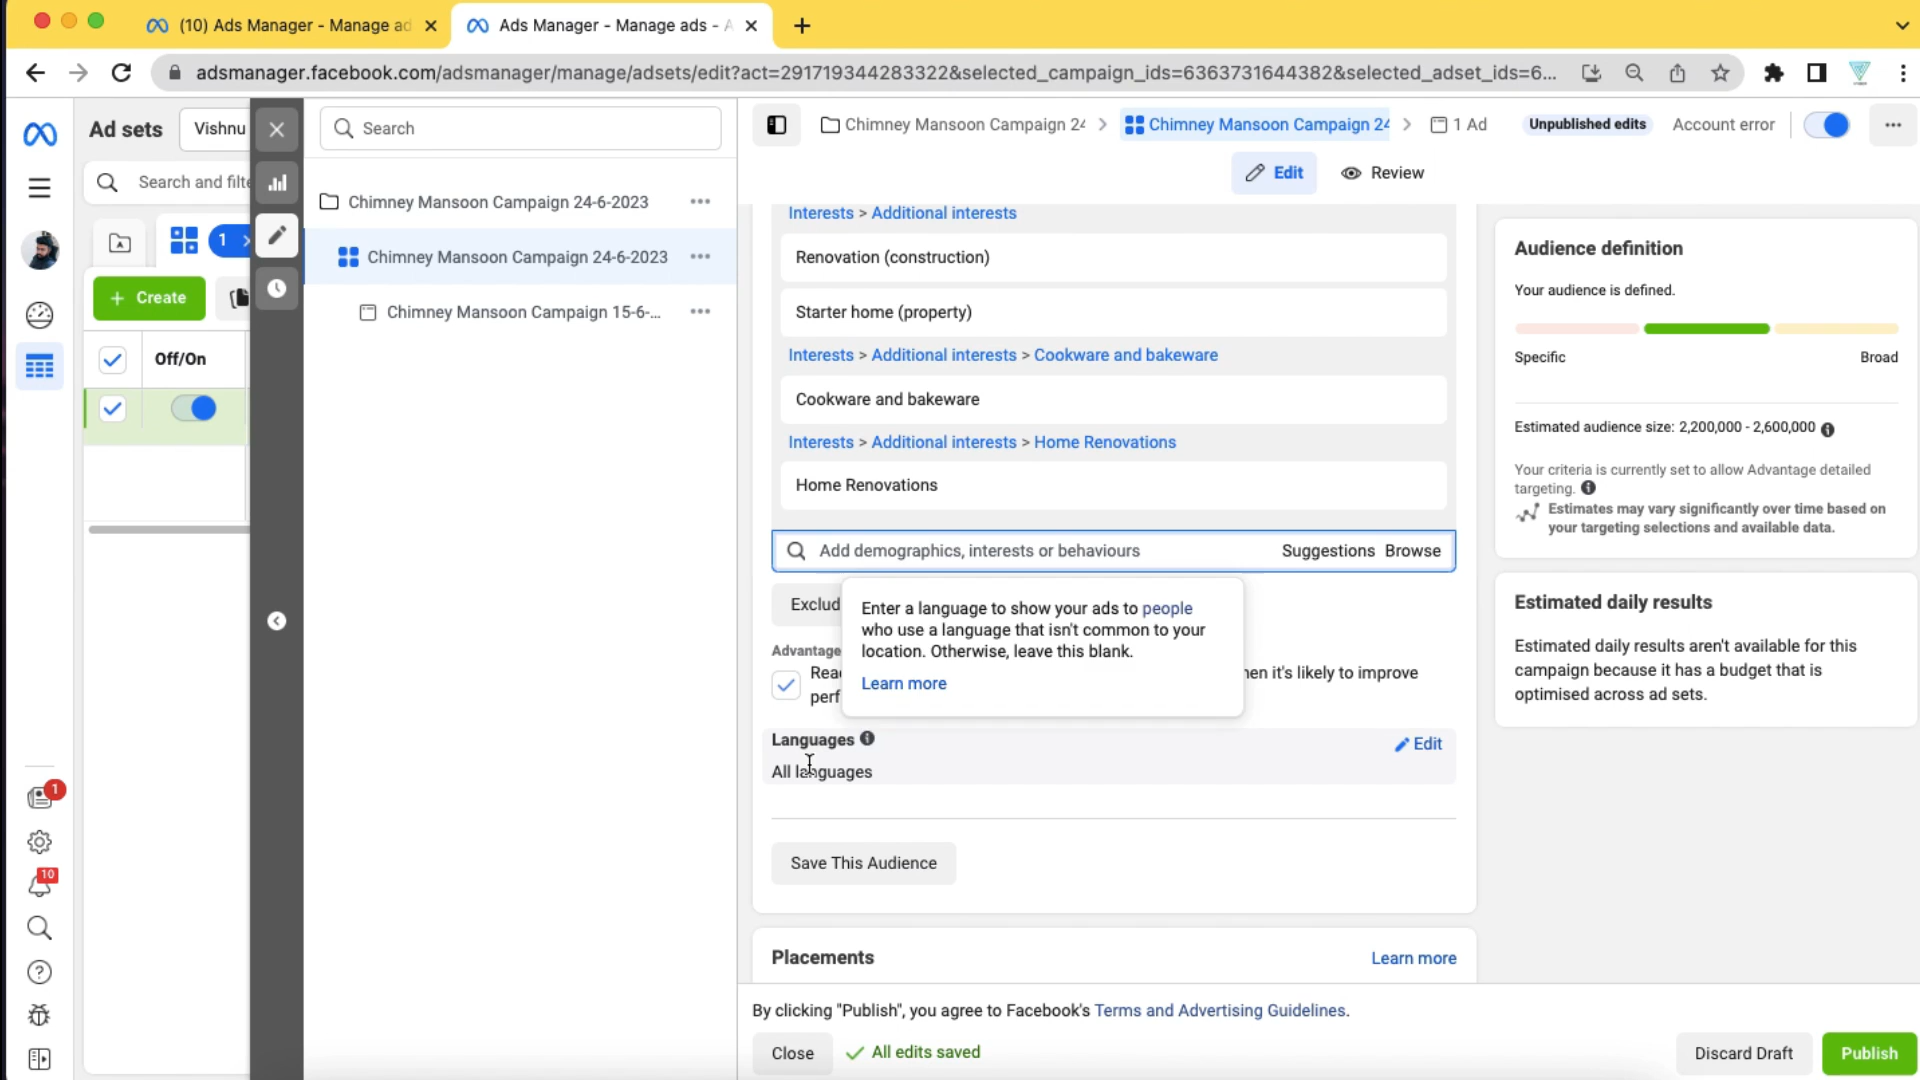 (10) Ads Manager - Manage ad
Ads Manager - Manage ads - A
adsmanager.facebook.com/adsmanager/manage/adsets/edit?act=291719344283322&selected_campaign_ids=6363731644382&selected_adset_ids=6...
Ad sets
Vishnu
Search
Chimney Mansoon Campaign 24
Chimney Mansoon Campaign 24
1 Ad
Unpublished edits
Account error
Search and filte
Edit
Review
1
Chimney Mansoon Campaign 24-6-2023
Chimney Mansoon Campaign 24-6-2023
Chimney Mansoon Campaign 15-6-...
+ Create
Off/On
Interests > Additional interests
Renovation (construction)
Starter home (property)
Interests > Additional interests > Cookware and bakeware
Cookware and bakeware
Interests > Additional interests > Home Renovations
Home Renovations
Add demographics, interests or behaviours
Suggestions
Browse
Exclud
Enter a language to show your ads to people
who use a language that isn't common to your
location. Otherwise, leave this blank.
Learn more
Advantage
Rea
en it's likely to improve
perf
Languages
Edit
All languages
Save This Audience
Placements
Learn more
Audience definition
Your audience is defined.
Specific
Broad
Estimated audience size: 2,200,000 - 2,600,000
Your criteria is currently set to allow Advantage detailed
targeting.
Estimates may vary significantly over time based on
your targeting selections and available data.
Estimated daily results
Estimated daily results aren't available for this
campaign because it has a budget that is
optimised across ad sets.
1
10
By clicking "Publish", you agree to Facebook's Terms and Advertising Guidelines.
Close
All edits saved
Discard Draft
Publish